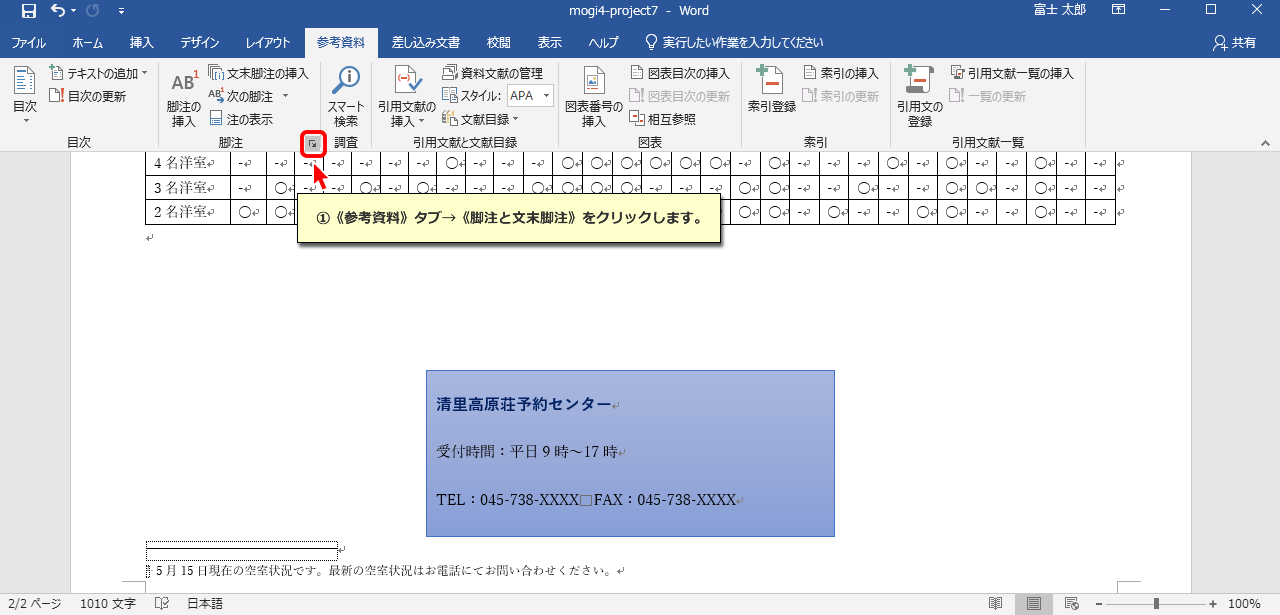 mogi4-project7 - Word
富士 太郎
ファイル ホーム 挿入 デザイン レイアウト 参考資料 差し込み文書 校閲 表示 ヘルプ 実行したい作業を入力してください 共有
目次
テキストの追加
目次の更新
目次
AB1
脚注の
挿入
文末脚注の挿入
AB1 次の脚注
注の表示
脚注
スマート
検索
調査
引用文献の
挿入
資料文献の管理
スタイル: APA
文献目録
引用文献と文献目録
図表番号の
挿入
図表目次の挿入
図表目次の更新
相互参照
図表
索引登録
索引の挿入
索引の更新
索引
引用文の
登録
引用文献一覧の挿入
一覧の更新
引用文献一覧
4 名洋室
3 名洋室
2 名洋室
①《参考資料》タブ→《脚注と文末脚注》をクリックします。
清里高原荘予約センター
受付時間：平日 9 時～17 時
TEL：045-738-XXXX□FAX：045-738-XXXX
5 月 15 日現在の空室状況です。最新の空室状況はお電話にてお問い合わせください。
2/2 ページ 1010 文字 日本語 100%